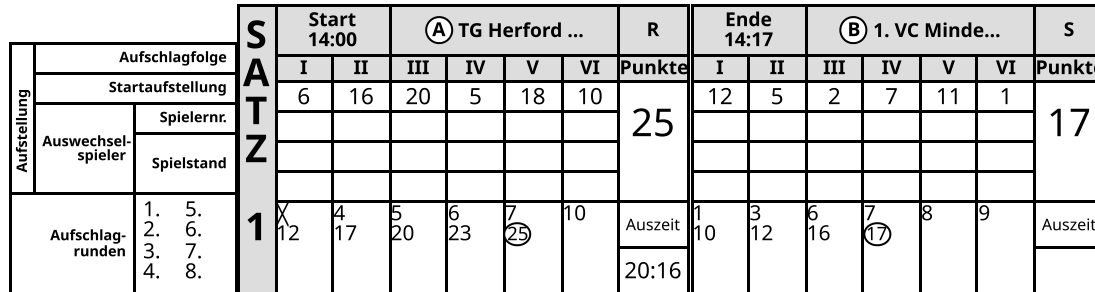 SATZ 1
Start 14:00
A TG Herford ...
R
Ende 14:17
B 1. VC Minde...
S
Aufschlagfolge
I II III IV V VI Punkte I II III IV V VI Punkte
Startaufstellung
6 16 20 5 18 10 25 12 5 2 7 11 1 17
Aufstellung
Auswechsel-
spieler
Spielernr.
Spielstand
Aufschlag-
runden
1. 5.
2. 6.
3. 7.
4. 8.
X 4 5 6 7 10 Auszeit 1 3 6 7 8 9 Auszeit
12 17 20 23 25 10 12 16 17
20:16